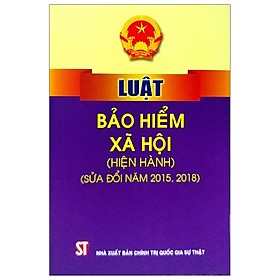 LUẬT
BẢO HIỂM
XÃ HỘI
(HIỆN HÀNH)
(SỬA ĐỔI NĂM 2015, 2018)
ST NHÀ XUẤT BẢN CHÍNH TRỊ QUỐC GIA SỰ THẬT